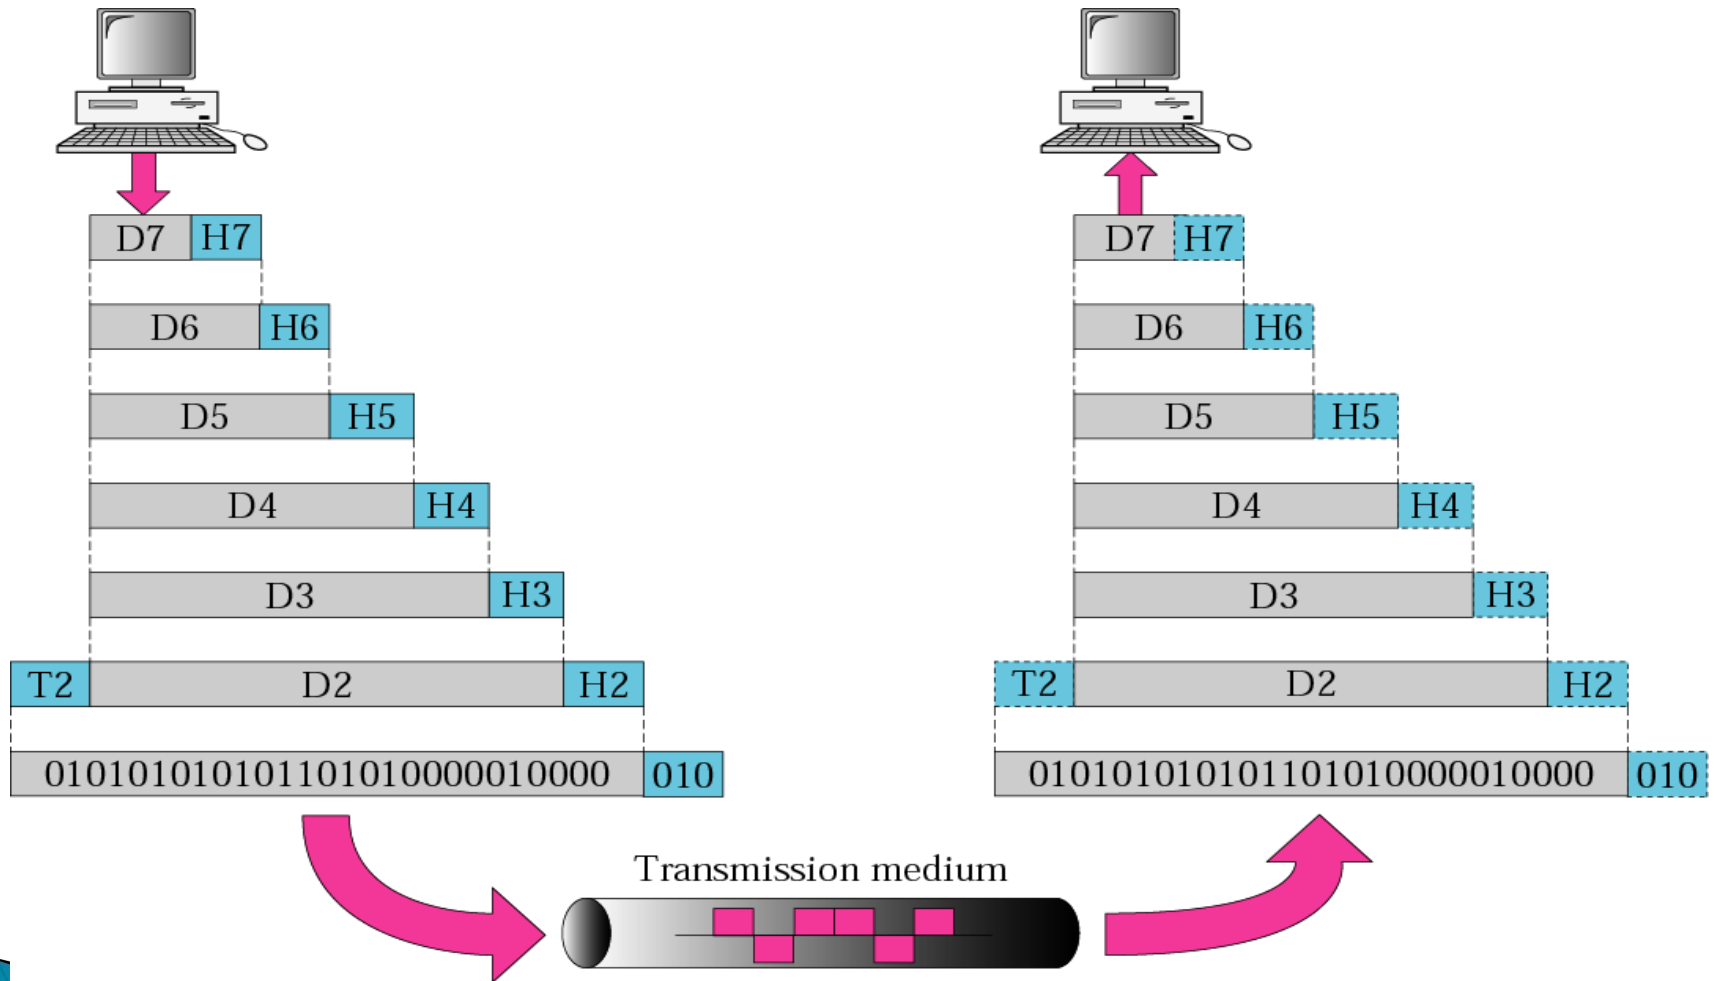 D7 H7
D6 H6
D5 H5
D4 H4
D3 H3
T2 D2 H2
010101010101101010000010000 010
Transmission medium
D7 H7
D6 H6
D5 H5
D4 H4
D3 H3
T2 D2 H2
010101010101101010000010000 010